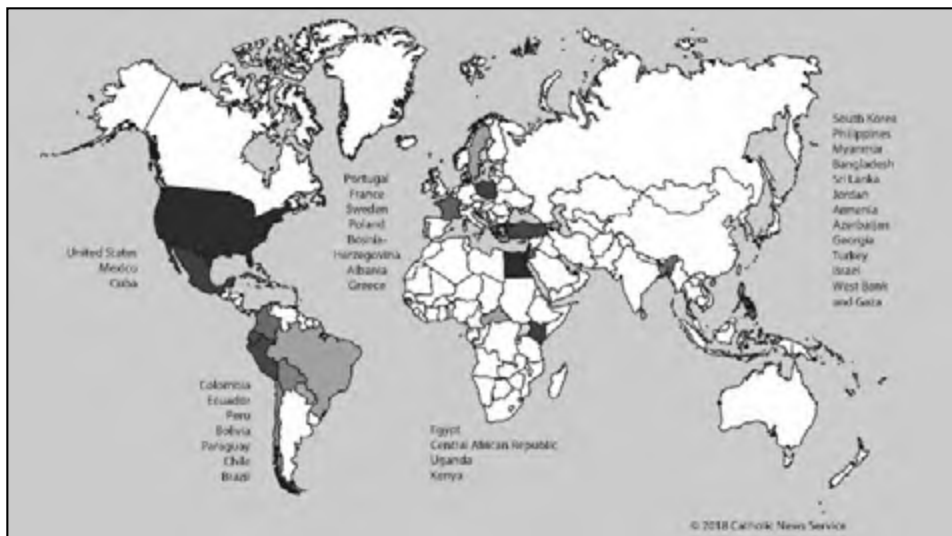 United States
Mexico
Cuba
Portugal
France
Sweden
Poland
Bosnia-
Herzegovina
Albania
Greece
South Korea
Philippines
Myanmar
Bangladesh
Sri Lanka
Jordan
Armenia
Azerbaijan
Georgia
Turkey
Israel
West Bank
and Gaza
Colombia
Ecuador
Peru
Bolivia
Paraguay
Chile
Brazil
Egypt
Central African Republic
Uganda
Kenya
© 2018 Catholic News Service